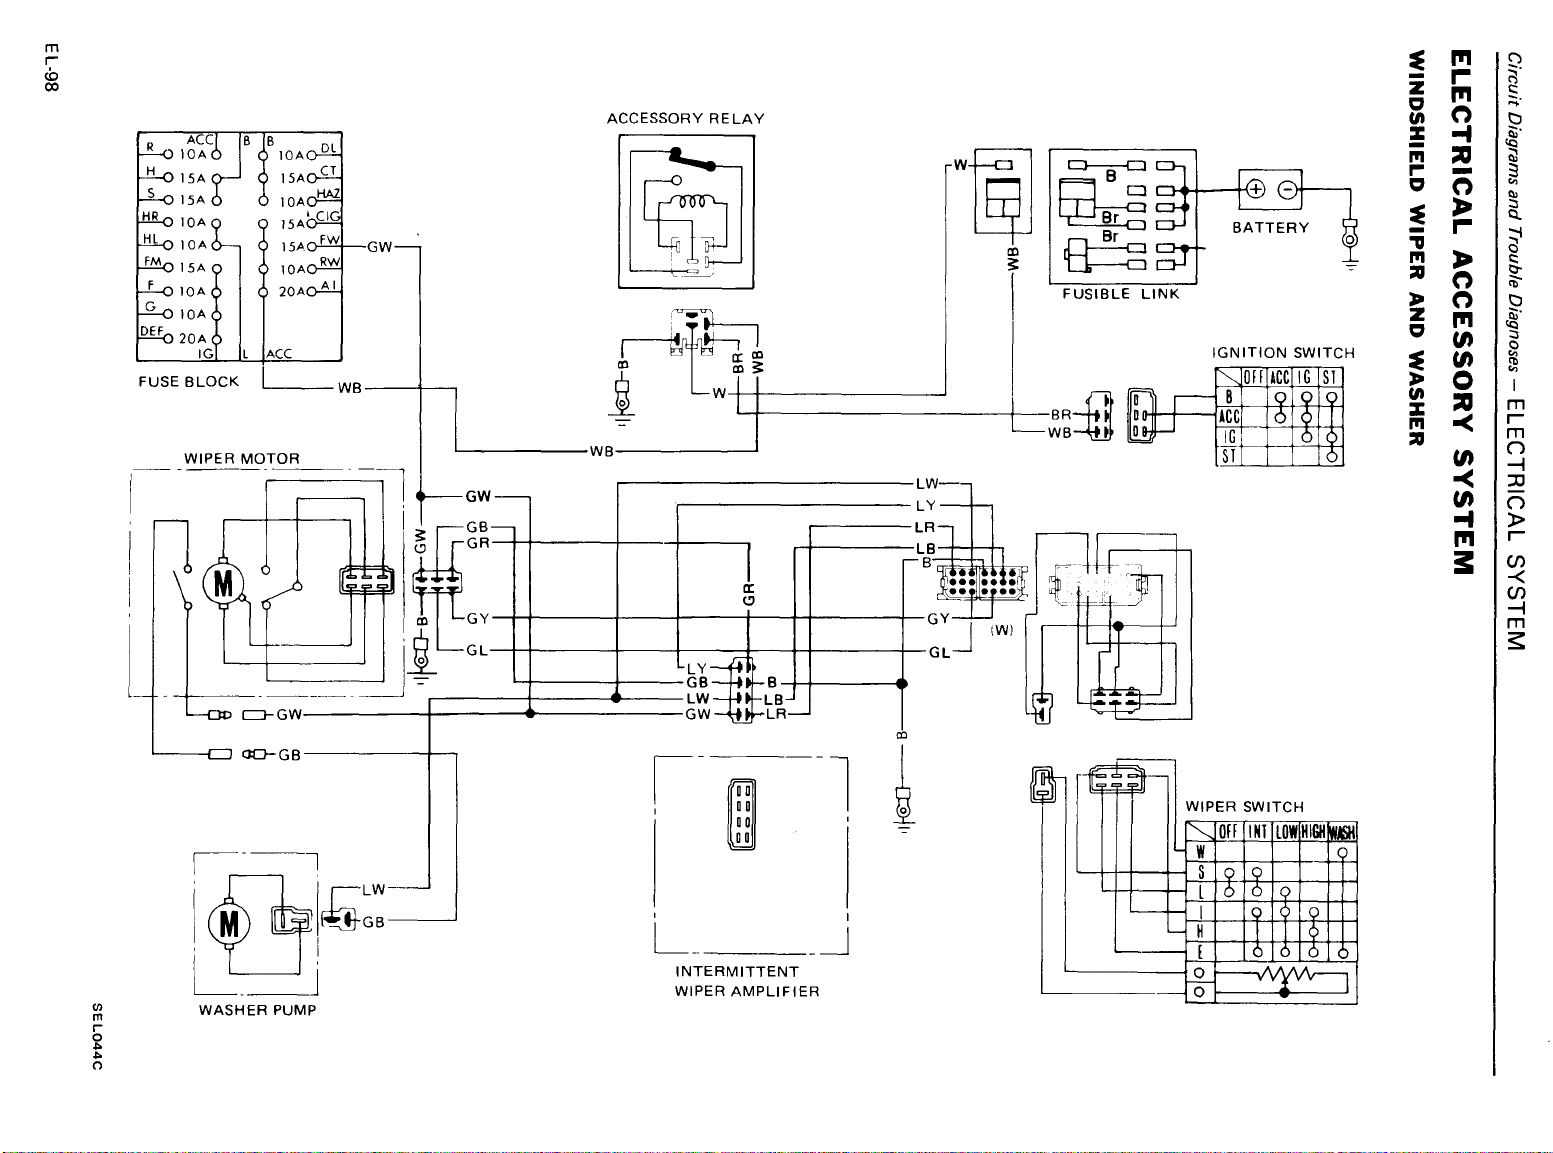 Circuit Diagrams and Trouble Diagnoses — ELECTRICAL SYSTEM
ELECTRICAL ACCESSORY SYSTEM
WINDSHIELD WIPER AND WASHER
EL-98
ACCESSORY RELAY
R 10A ACC B B 10A DL
H 15A 15A CT
S 15A 10A HAZ
HR 10A 15A CIG
HL 10A 15A FW GW
FM 15A 10A RW
F 10A 20A AI
G 10A
DEF 20A
IG L ACC
FUSE BLOCK
WB
W
WB
B
Br
Br
FUSIBLE LINK
+ −
BATTERY
B
BR
WB
W
WB
BR
WB
IGNITION SWITCH
OFF ACC IG ST
B
ACC
IG
ST
WIPER MOTOR
M
GW
GW
GB
GR
B
GY
GL
GW
GB
LW
LY
LR
LB
B
GR
GY
GL
(W)
LY
GB B
LW LB
GW LR
B
INTERMITTENT
WIPER AMPLIFIER
WIPER SWITCH
OFF INT LOW HIGH WASH
W
S
L
I
H
E
M
LW
GB
WASHER PUMP
SEL044C